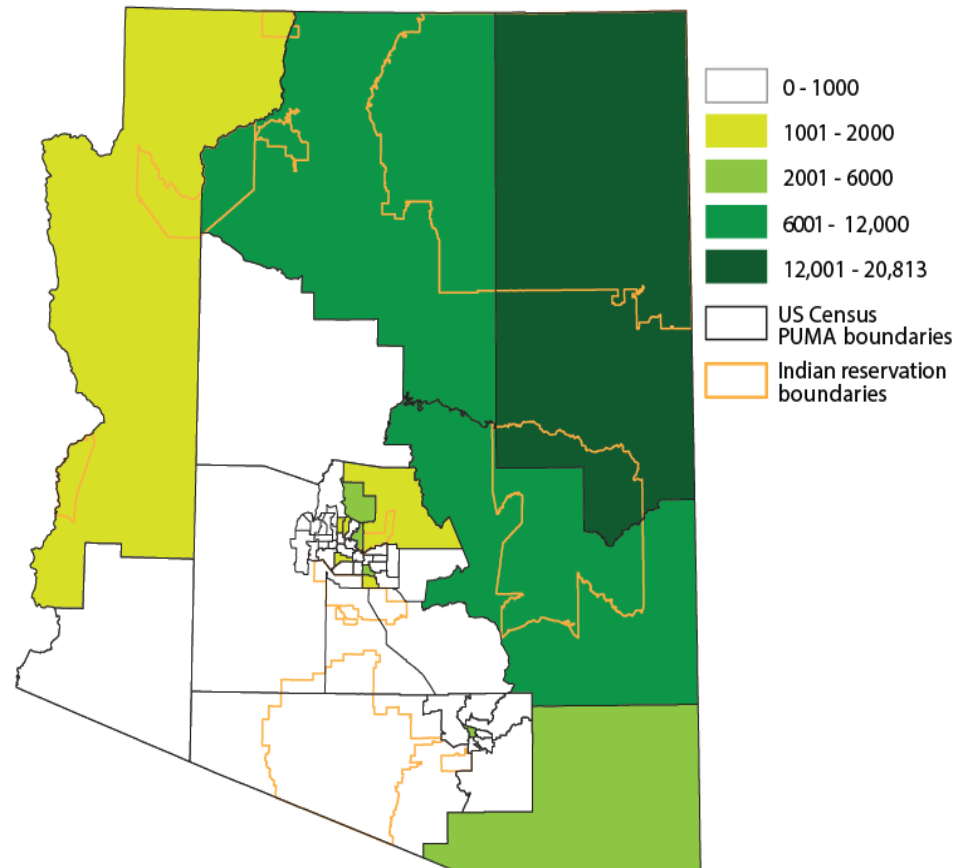 0 - 1000
1001 - 2000
2001 - 6000
6001 - 12,000
12,001 - 20,813
US Census
PUMA boundaries
Indian reservation
boundaries